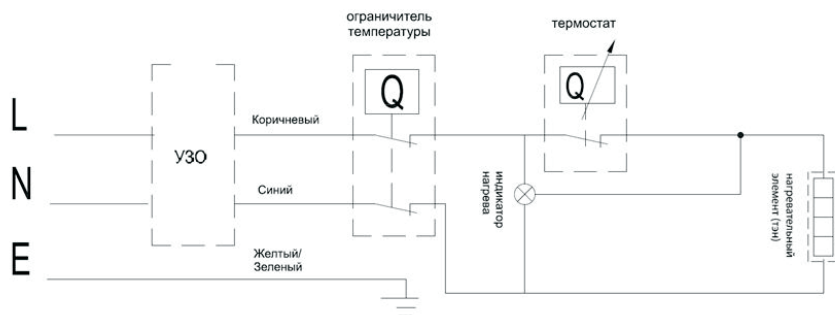 ограничитель
температуры
термостат
Q
Q
L
Коричневый
УЗО
N
Синий
индикатор
нагрева
нагревательный
элемент (тэн)
E
Желтый/
Зеленый